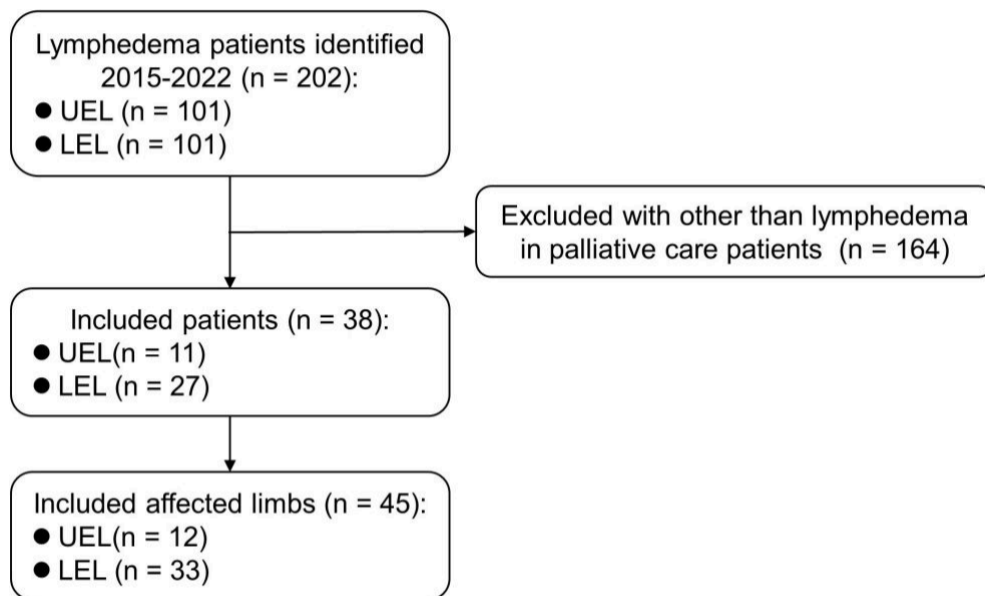 Lymphedema patients identified
2015-2022 (n = 202):
● UEL (n = 101)
● LEL (n = 101)
Excluded with other than lymphedema
in palliative care patients (n = 164)
Included patients (n = 38):
● UEL(n = 11)
● LEL (n = 27)
Included affected limbs (n = 45):
● UEL(n = 12)
● LEL (n = 33)